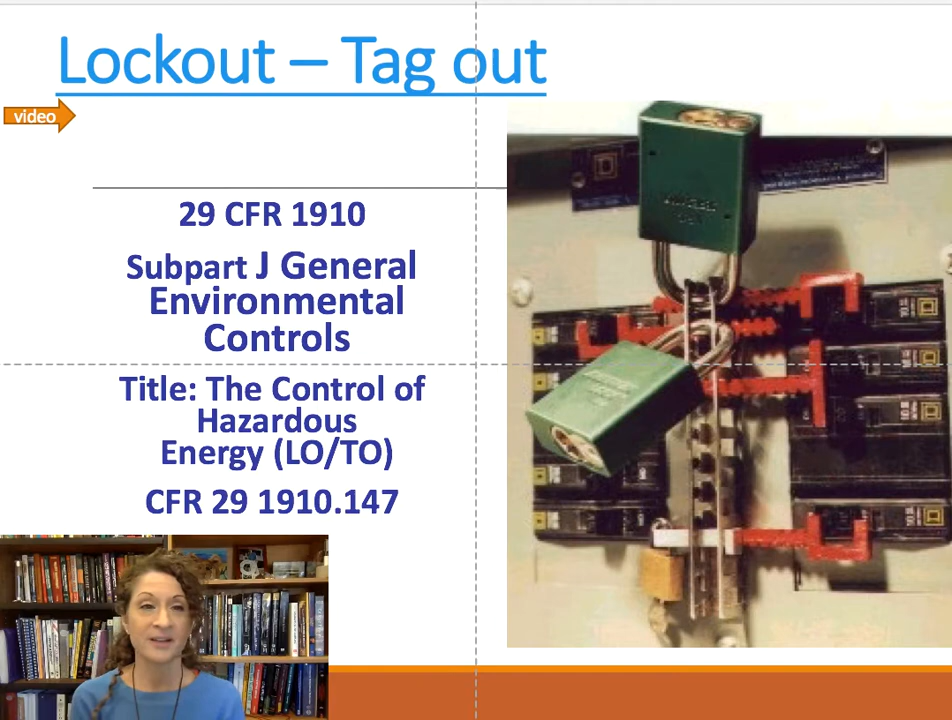 Lockout – Tag out
video
29 CFR 1910
Subpart J General
Environmental
Controls
Title: The Control of
Hazardous
Energy (LO/TO)
CFR 29 1910.147